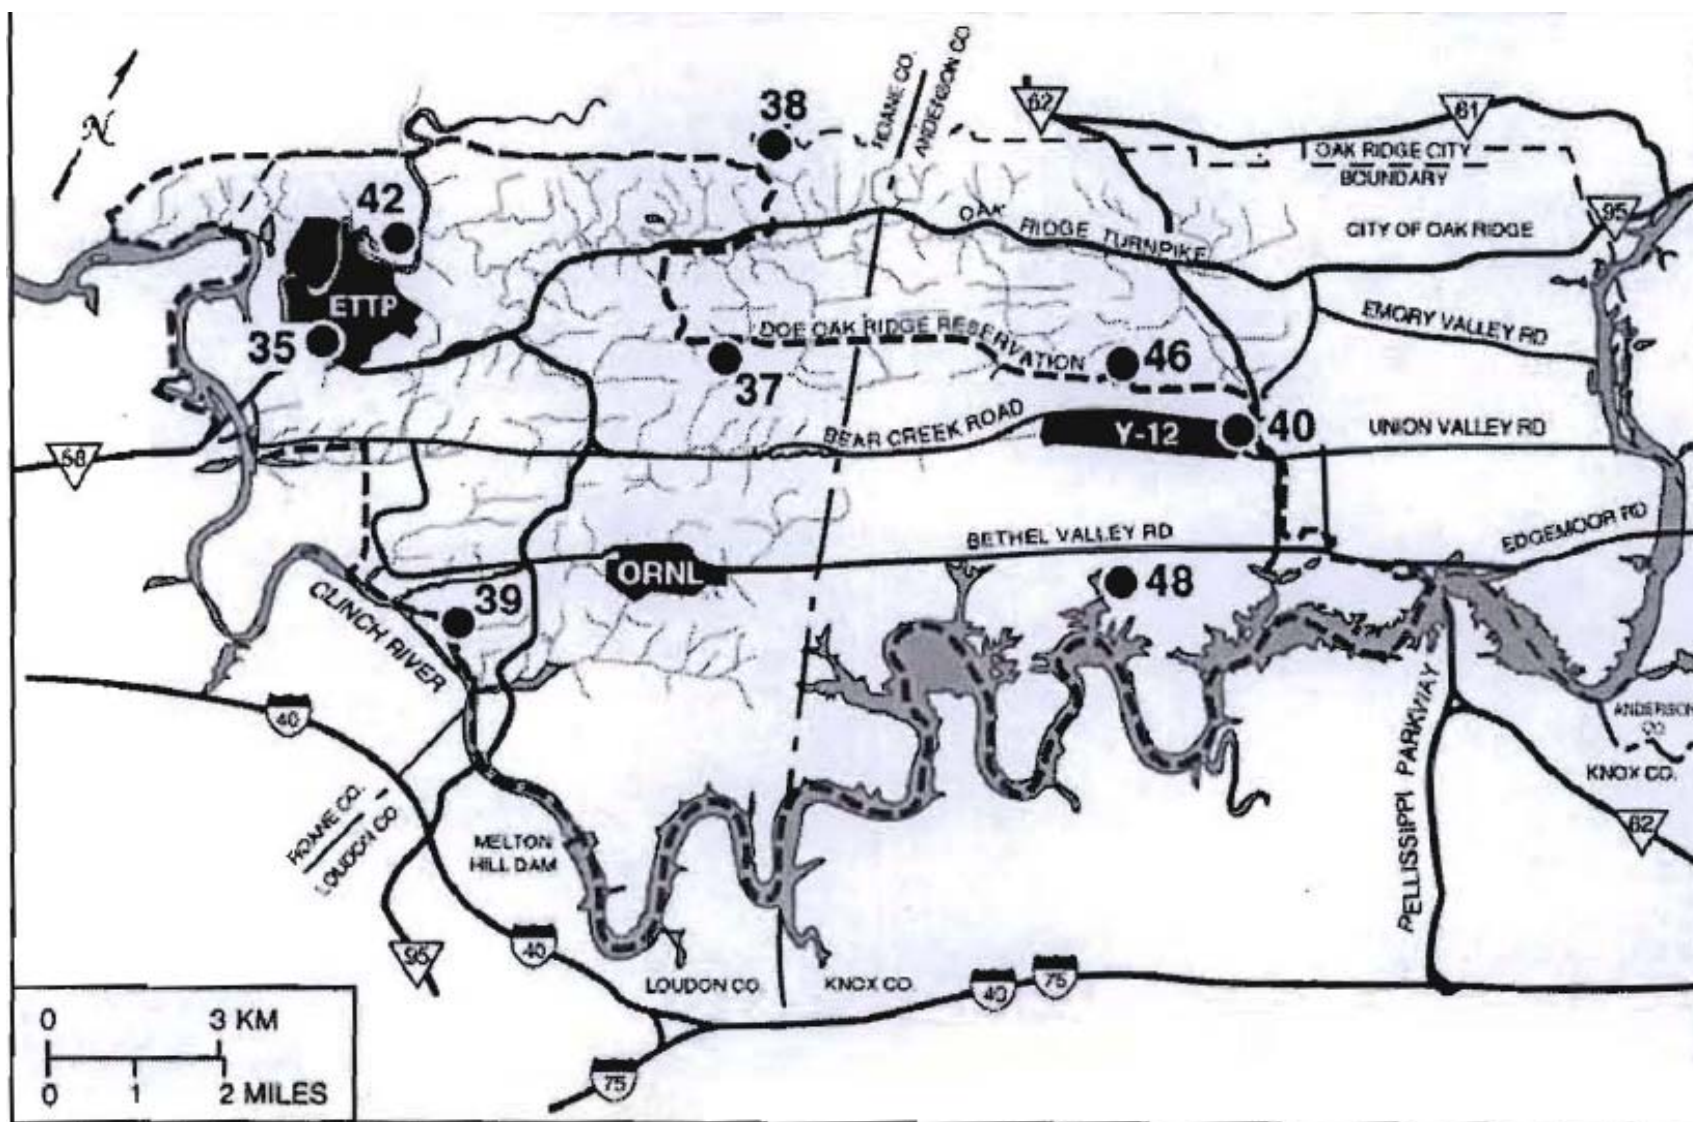 N
38
ROANE CO.
ANDERSON CO
62
61
OAK RIDGE CITY
BOUNDARY
42
95
CITY OF OAK RIDGE
OAK RIDGE TURNPIKE
ETTP
35
37
DOE OAK RIDGE RESERVATION
46
EMORY VALLEY RD
BEAR CREEK ROAD
Y-12
40
UNION VALLEY RD
58
BETHEL VALLEY RD
EDGEMOOR RD
ORNL
39
48
CLINCH RIVER
40
ANDERSON
CO
KNOX CO.
PELLISSIPPI PARKWAY
62
ROANE CO.
LOUDON CO
MELTON
HILL DAM
95
40
LOUDON CO.
KNOX CO.
40
75
75
0 3 KM
0 1 2 MILES